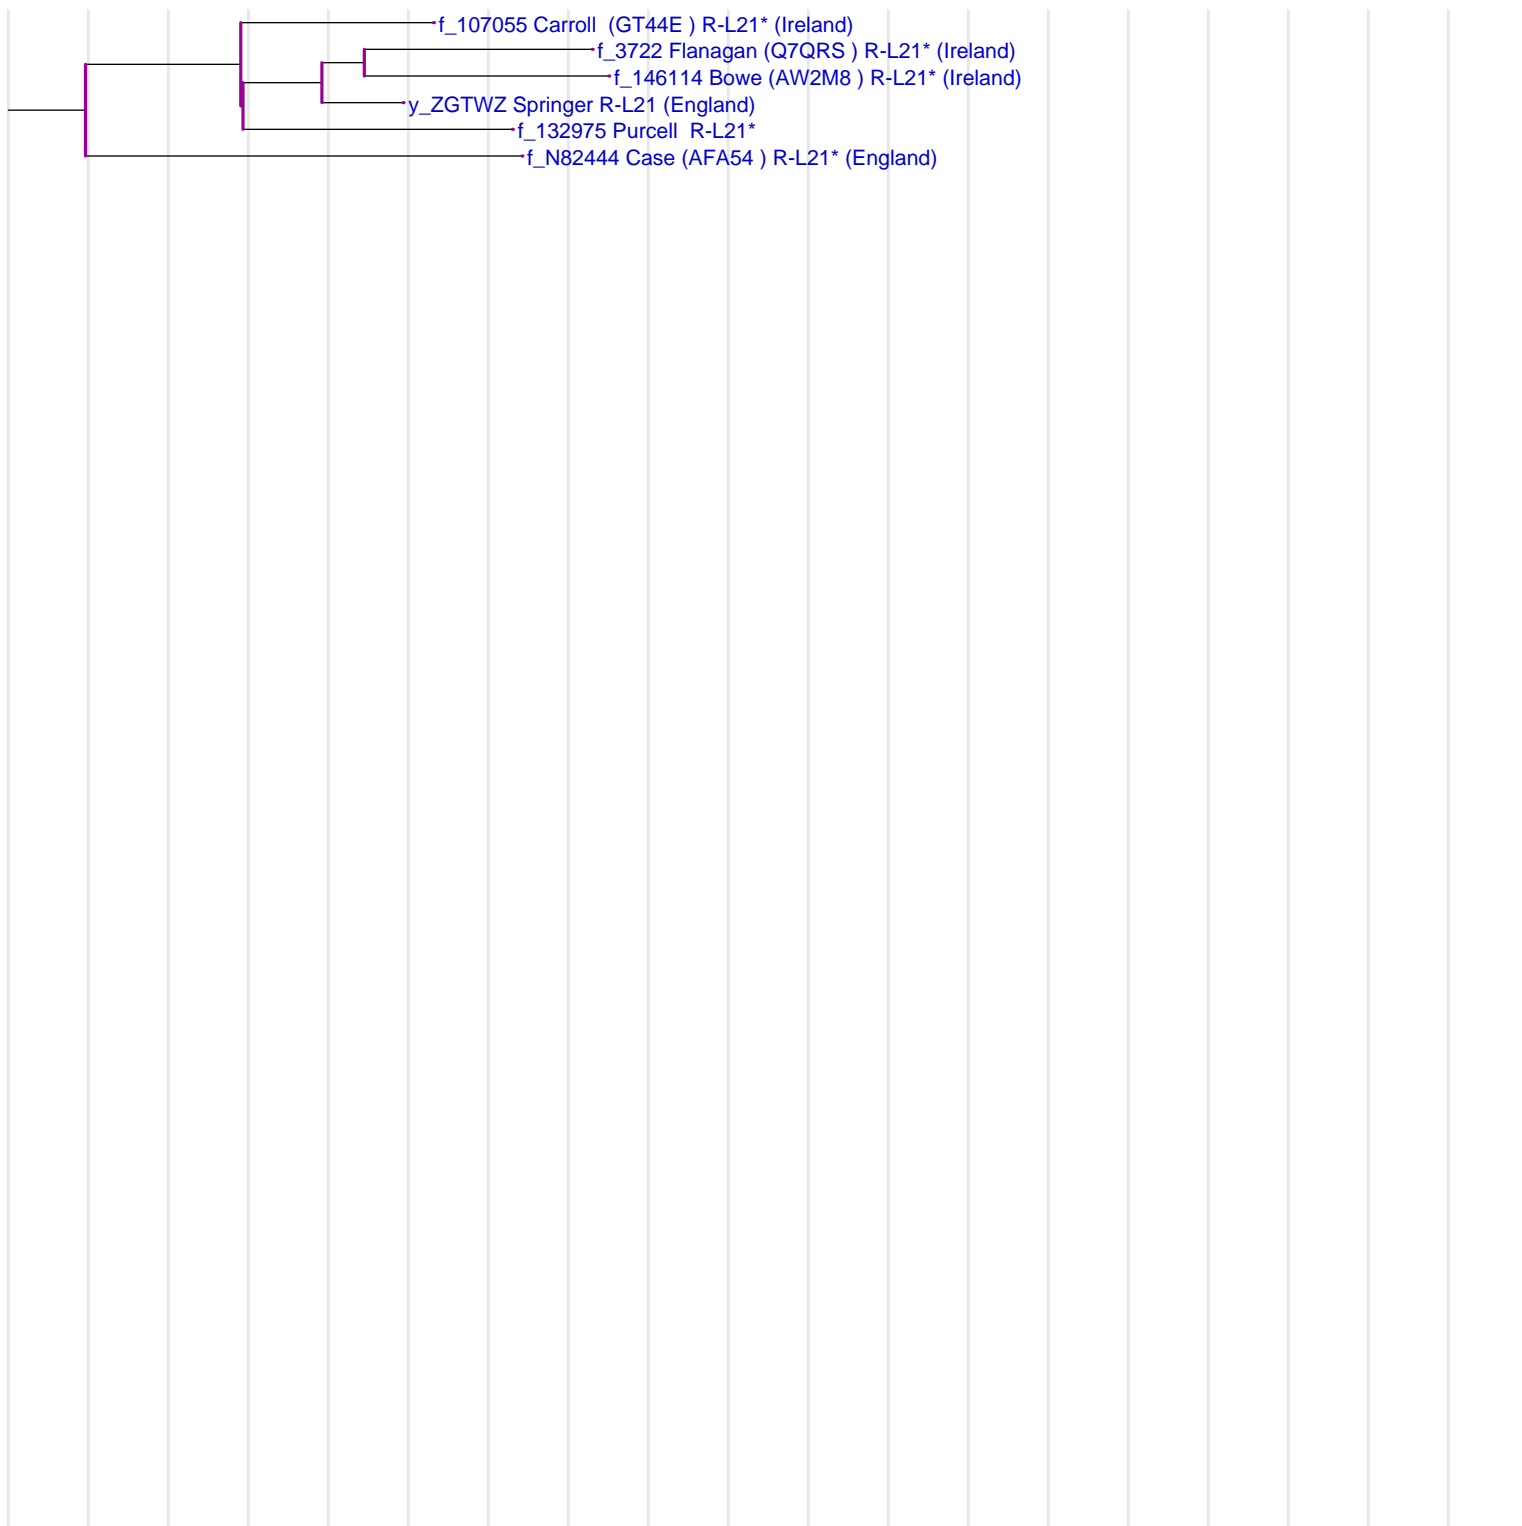 f_107055 Carroll  (GT44E ) R-L21* (Ireland)
f_3722 Flanagan (Q7QRS ) R-L21* (Ireland)
f_146114 Bowe (AW2M8 ) R-L21* (Ireland)
y_ZGTWZ Springer R-L21 (England)
f_132975 Purcell  R-L21*
f_N82444 Case (AFA54 ) R-L21* (England)